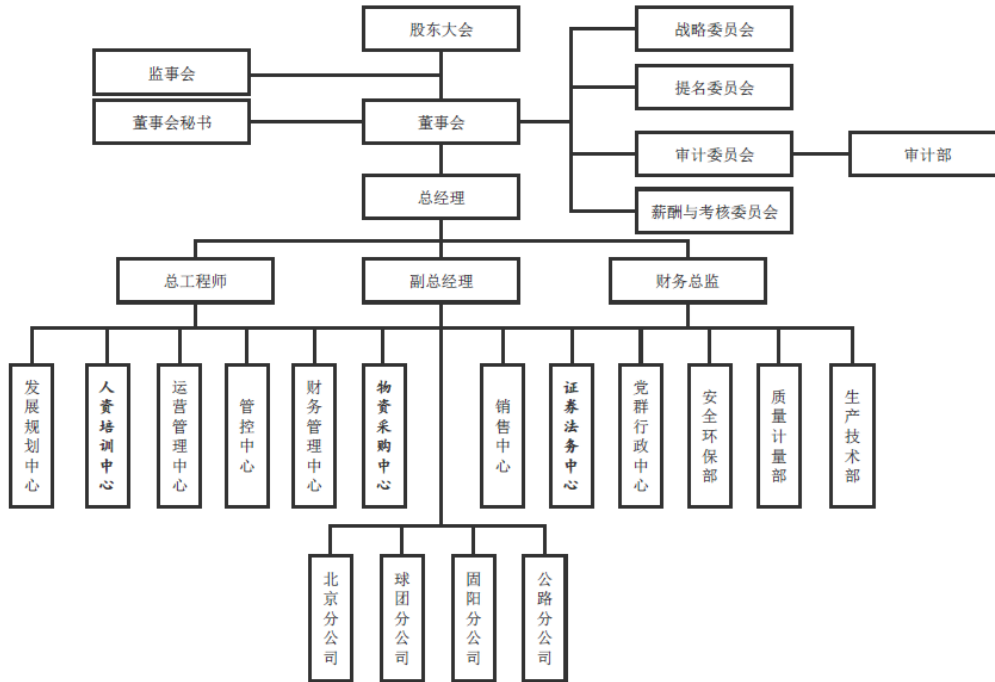 股东大会
战略委员会
监事会
提名委员会
董事会秘书
董事会
审计委员会
审计部
总经理
薪酬与考核委员会
总工程师
副总经理
财务总监
发展规划中心
人资培训中心
运营管理中心
管控中心
财务管理中心
物资采购中心
销售中心
证券法务中心
党群行政中心
安全环保部
质量计量部
生产技术部
北京分公司
球团分公司
固阳分公司
公路分公司